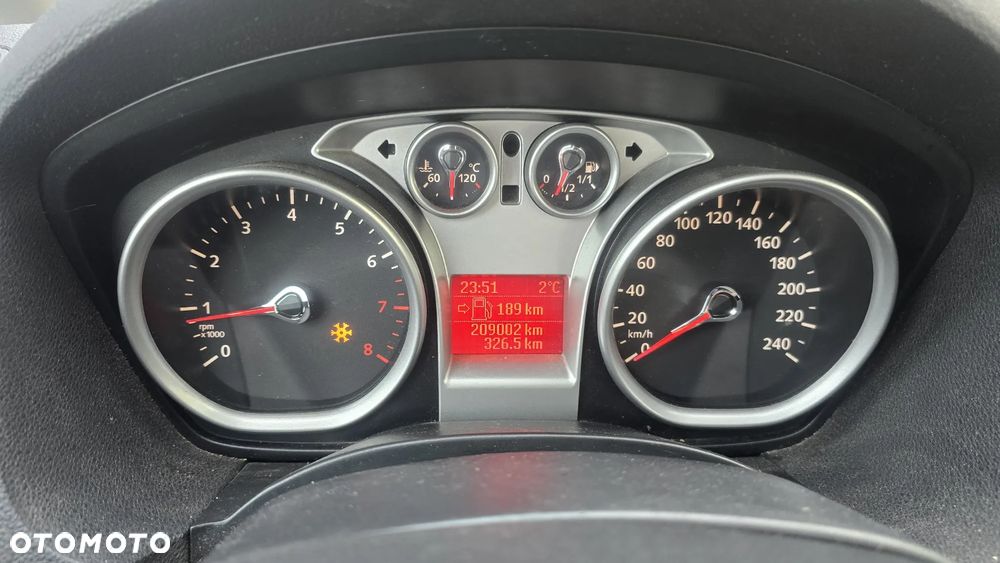 60 120 °C
0 1/2 1/1
0 1 2 3 4 5 6 7 8
rpm
x1000
23:51 2°C
189 km
209002 km
326.5 km
0 20 40 60 80 100 120 140 160 180 200 220 240
km/h
OTOMOTO